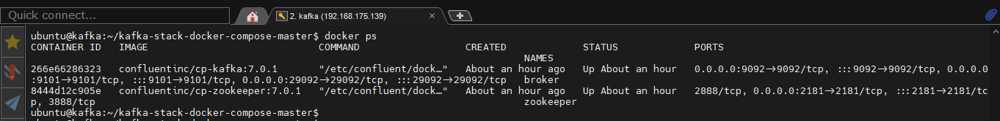 Quick connect...
2. kafka (192.168.175.139)
ubuntu@kafka:~/kafka-stack-docker-compose-master$ docker ps
CONTAINER ID   IMAGE                             COMMAND                  CREATED             STATUS             PORTS
NAMES
266e66286323   confluentinc/cp-kafka:7.0.1       "/etc/confluent/dock…"   About an hour ago   Up About an hour   0.0.0.0:9092->9092/tcp, :::9092->9092/tcp, 0.0.0.0
:9101->9101/tcp, :::9101->9101/tcp, 0.0.0.0:29092->29092/tcp, :::29092->29092/tcp   broker
8444d12c905e   confluentinc/cp-zookeeper:7.0.1   "/etc/confluent/dock…"   About an hour ago   Up About an hour   2888/tcp, 0.0.0.0:2181->2181/tcp, :::2181->2181/tc
p, 3888/tcp                                                                         zookeeper
ubuntu@kafka:~/kafka-stack-docker-compose-master$